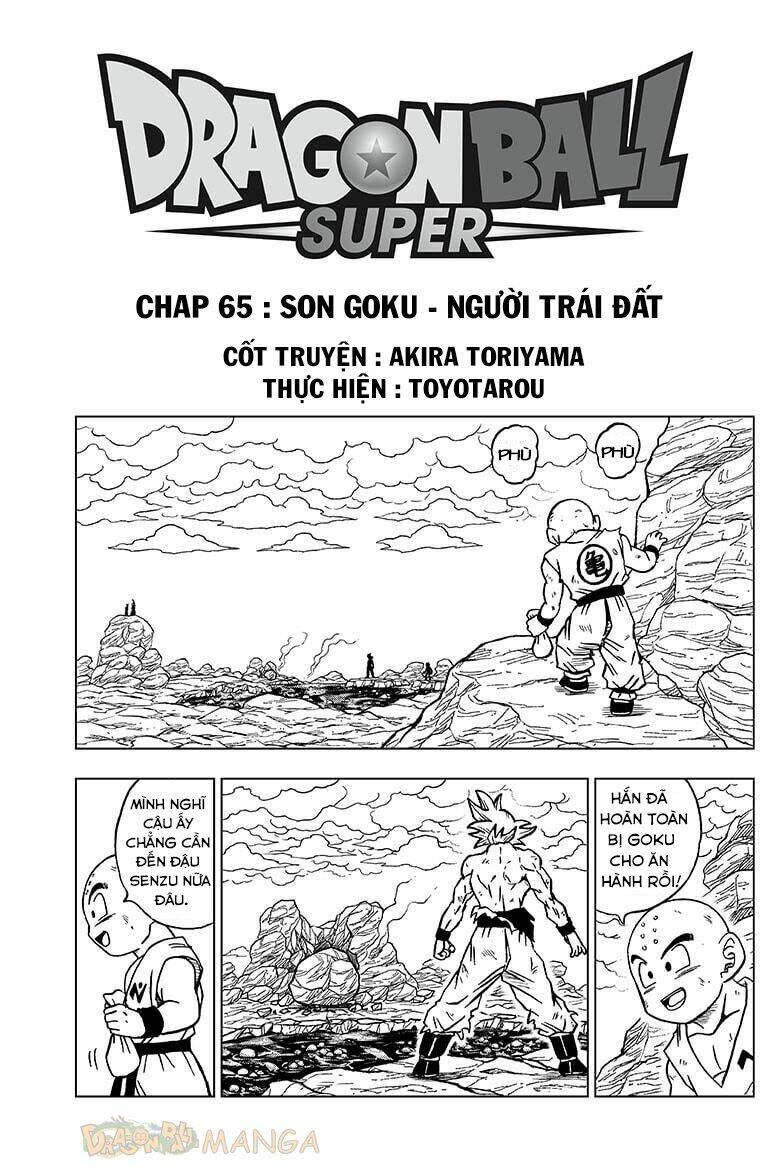 DRAGON BALL
SUPER
CHAP 65 : SON GOKU - NGƯỜI TRÁI ĐẤT
CỐT TRUYỆN : AKIRA TORIYAMA
THỰC HIỆN : TOYOTAROU
PHÙ
PHÙ
亀
HẮN ĐÃ
HOÀN TOÀN
BỊ GOKU
CHO ĂN
HÀNH RỒI!
MÌNH NGHĨ
CẬU ẤY
CHẲNG CẦN
ĐẾN ĐẬU
SENZU NỮA
ĐÂU.
DRAGON BALL MANGA